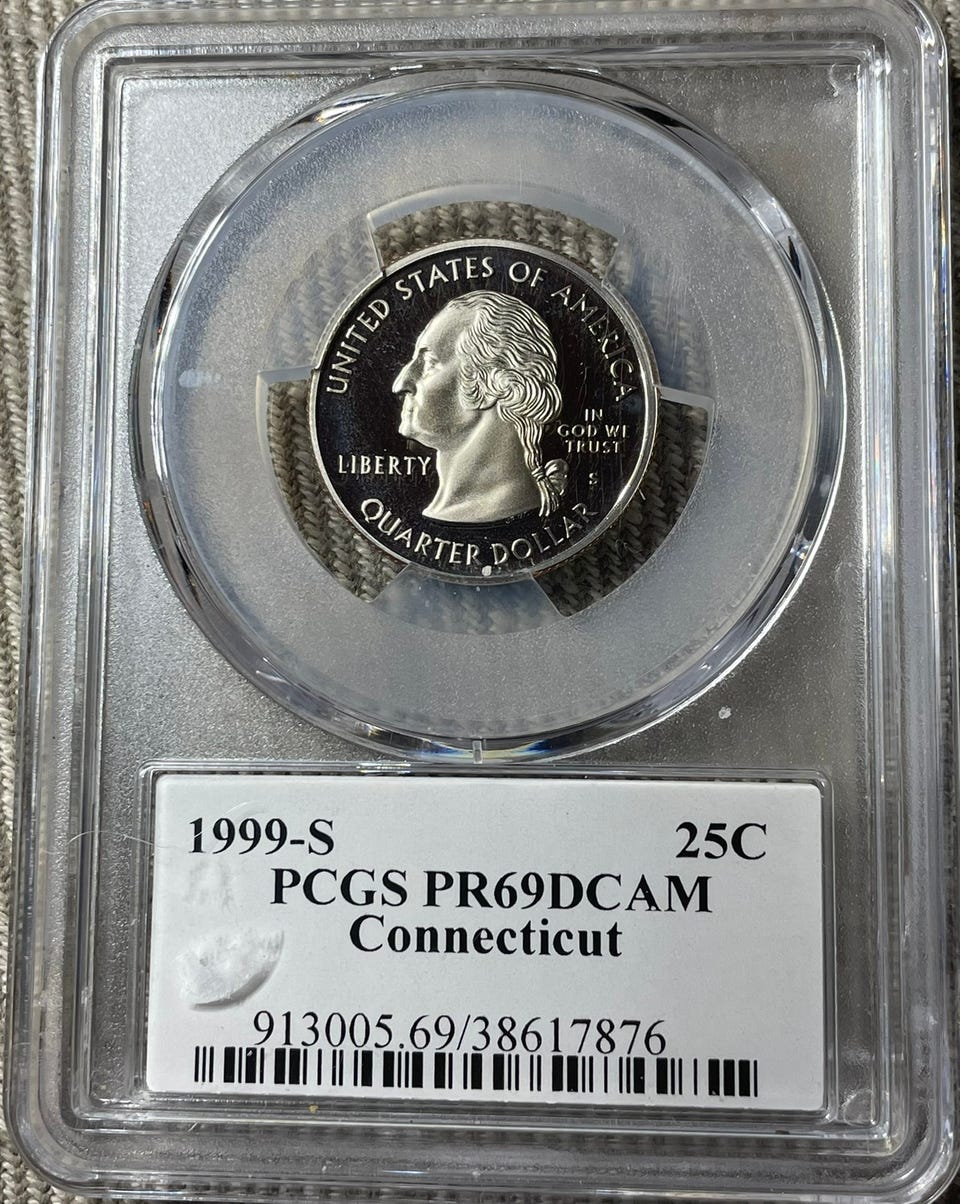 UNITED STATES OF AMERICA
IN
GOD WE
TRUST
LIBERTY
S
QUARTER DOLLAR
1999-S 25C
PCGS PR69DCAM
Connecticut
913005.69/38617876